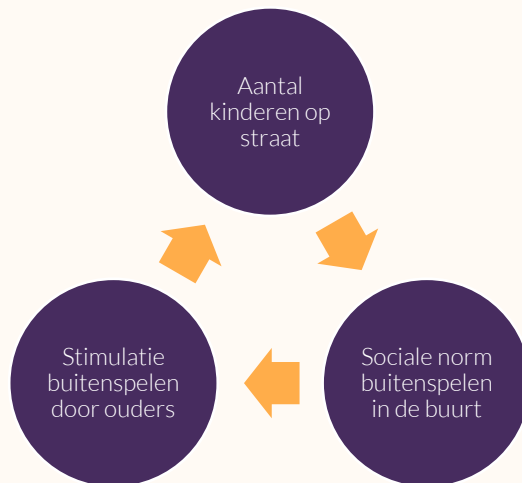 Aantal
kinderen op
straat
Stimulatie
buitenspelen
door ouders
Sociale norm
buitenspelen
in de buurt